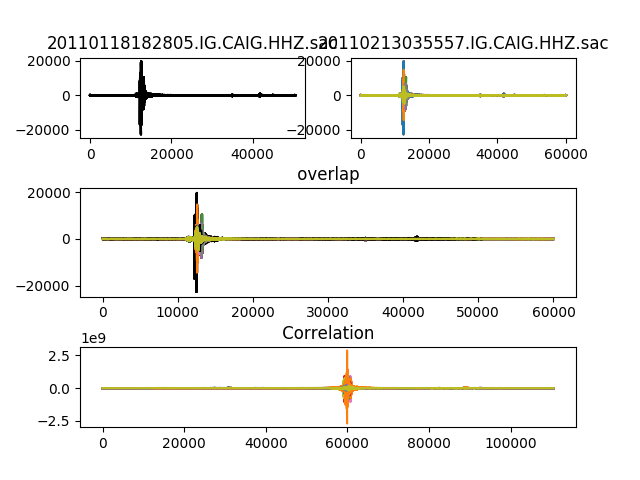 20110118182805.IG.CAIG.HHZ.sac 20110213035557.IG.CAIG.HHZ.sac
20000
0
−20000
0 20000 40000
20000
0
−20000
0 20000 40000 60000
overlap
20000
0
−20000
0 10000 20000 30000 40000 50000 60000
Correlation
1e9
2.5
0.0
−2.5
0 20000 40000 60000 80000 100000